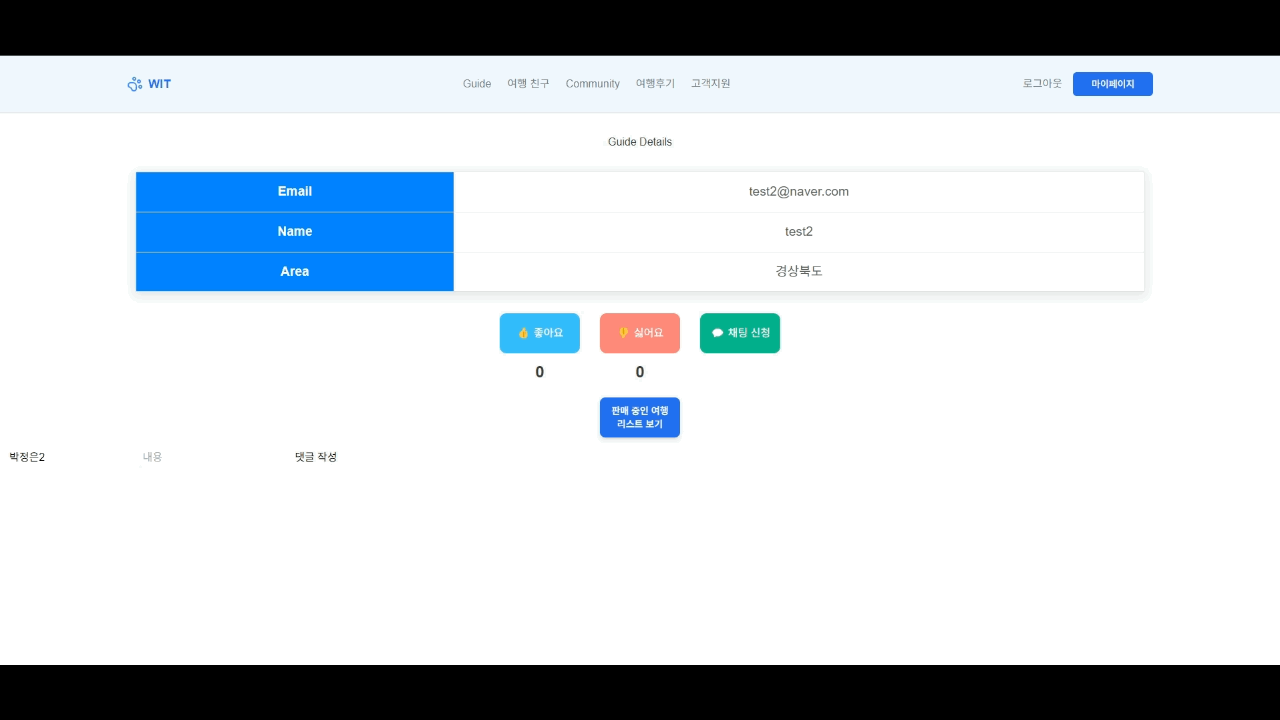 WIT
Guide 여행 친구 Community 여행후기 고객지원
로그아웃 마이페이지
Guide Details
Email test2@naver.com
Name test2
Area 경상북도
좋아요 싫어요 채팅 신청
0 0
판매 중인 여행
리스트 보기
박정은2 내용 댓글 작성